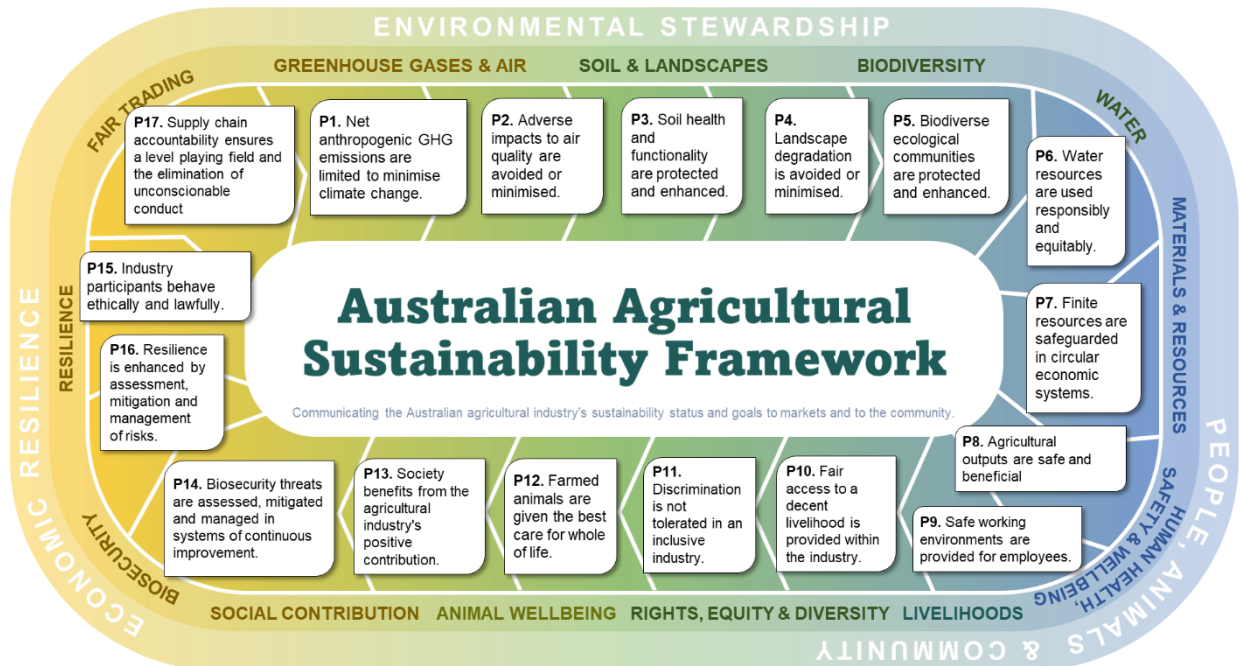 ENVIRONMENTAL STEWARDSHIP
GREENHOUSE GASES & AIR
SOIL & LANDSCAPES
BIODIVERSITY
WATER
MATERIALS & RESOURCES
HUMAN HEALTH,
SAFETY & WELLBEING
PEOPLE, ANIMALS & COMMUNITY
FAIR TRADING
RESILIENCE
ECONOMIC RESILIENCE
BIOSECURITY
P17. Supply chain
accountability ensures
a level playing field and
the elimination of
unconscionable
conduct
P1. Net
anthropogenic GHG
emissions are
limited to minimise
climate change.
P2. Adverse
impacts to air
quality are
avoided or
minimised.
P3. Soil health
and
functionality
are protected
and enhanced.
P4.
Landscape
degradation
is avoided or
minimised.
P5. Biodiverse
ecological
communities
are protected
and enhanced.
P6. Water
resources
are used
responsibly
and
equitably.
P15. Industry
participants behave
ethically and lawfully.
P16. Resilience
is enhanced by
assessment,
mitigation and
management
of risks.
Australian Agricultural
Sustainability Framework
Communicating the Australian agricultural industry's sustainability status and goals to markets and to the community.
P7. Finite
resources are
safeguarded
in circular
economic
systems.
P8. Agricultural
outputs are safe and
beneficial
P14. Biosecurity threats
are assessed, mitigated
and managed in
systems of continuous
improvement.
P13. Society
benefits from the
agricultural
industry's
positive
contribution.
P12. Farmed
animals are
given the best
care for whole
of life.
P11.
Discrimination
is not
tolerated in an
inclusive
industry.
P10. Fair
access to a
decent
livelihood is
provided within
the industry.
P9. Safe working
environments are
provided for employees.
SOCIAL CONTRIBUTION
ANIMAL WELLBEING
RIGHTS, EQUITY & DIVERSITY
LIVELIHOODS